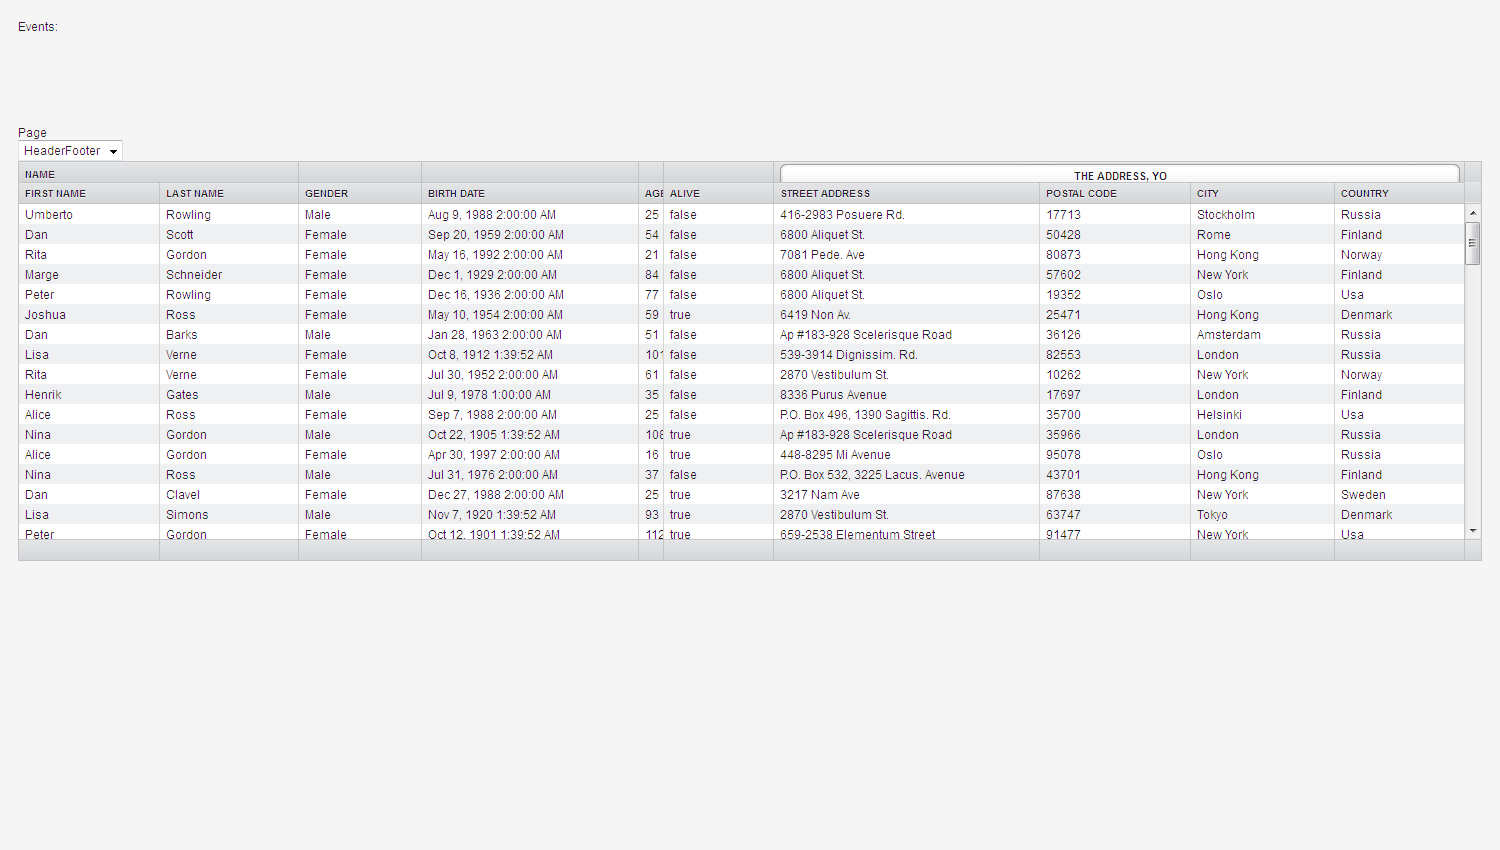 Events:
Page
HeaderFooter
NAME THE ADDRESS, YO
FIRST NAME LAST NAME GENDER BIRTH DATE AGE ALIVE STREET ADDRESS POSTAL CODE CITY COUNTRY
Umberto Rowling Male Aug 9, 1988 2:00:00 AM 25 false 416-2983 Posuere Rd. 17713 Stockholm Russia
Dan Scott Female Sep 20, 1959 2:00:00 AM 54 false 6800 Aliquet St. 50428 Rome Finland
Rita Gordon Female May 16, 1992 2:00:00 AM 21 false 7081 Pede. Ave 80873 Hong Kong Norway
Marge Schneider Female Dec 1, 1929 2:00:00 AM 84 false 6800 Aliquet St. 57602 New York Finland
Peter Rowling Female Dec 16, 1936 2:00:00 AM 77 false 6800 Aliquet St. 19352 Oslo Usa
Joshua Ross Female May 10, 1954 2:00:00 AM 59 true 6419 Non Av. 25471 Hong Kong Denmark
Dan Barks Male Jan 28, 1963 2:00:00 AM 51 false Ap #183-928 Scelerisque Road 36126 Amsterdam Russia
Lisa Verne Female Oct 8, 1912 1:39:52 AM 101 false 539-3914 Dignissim. Rd. 82553 London Russia
Rita Verne Female Jul 30, 1952 2:00:00 AM 61 false 2870 Vestibulum St. 10262 New York Norway
Henrik Gates Male Jul 9, 1978 1:00:00 AM 35 false 8336 Purus Avenue 17697 London Finland
Alice Ross Female Sep 7, 1988 2:00:00 AM 25 false P.O. Box 496, 1390 Sagittis. Rd. 35700 Helsinki Usa
Nina Gordon Male Oct 22, 1905 1:39:52 AM 108 true Ap #183-928 Scelerisque Road 35966 London Russia
Alice Gordon Female Apr 30, 1997 2:00:00 AM 16 true 448-8295 Mi Avenue 95078 Oslo Russia
Nina Ross Male Jul 31, 1976 2:00:00 AM 37 false P.O. Box 532, 3225 Lacus. Avenue 43701 Hong Kong Finland
Dan Clavel Female Dec 27, 1988 2:00:00 AM 25 true 3217 Nam Ave 87638 New York Sweden
Lisa Simons Male Nov 7, 1920 1:39:52 AM 93 true 2870 Vestibulum St. 63747 Tokyo Denmark
Peter Gordon Female Oct 12, 1901 1:39:52 AM 112 true 659-2538 Elementum Street 91477 New York Usa